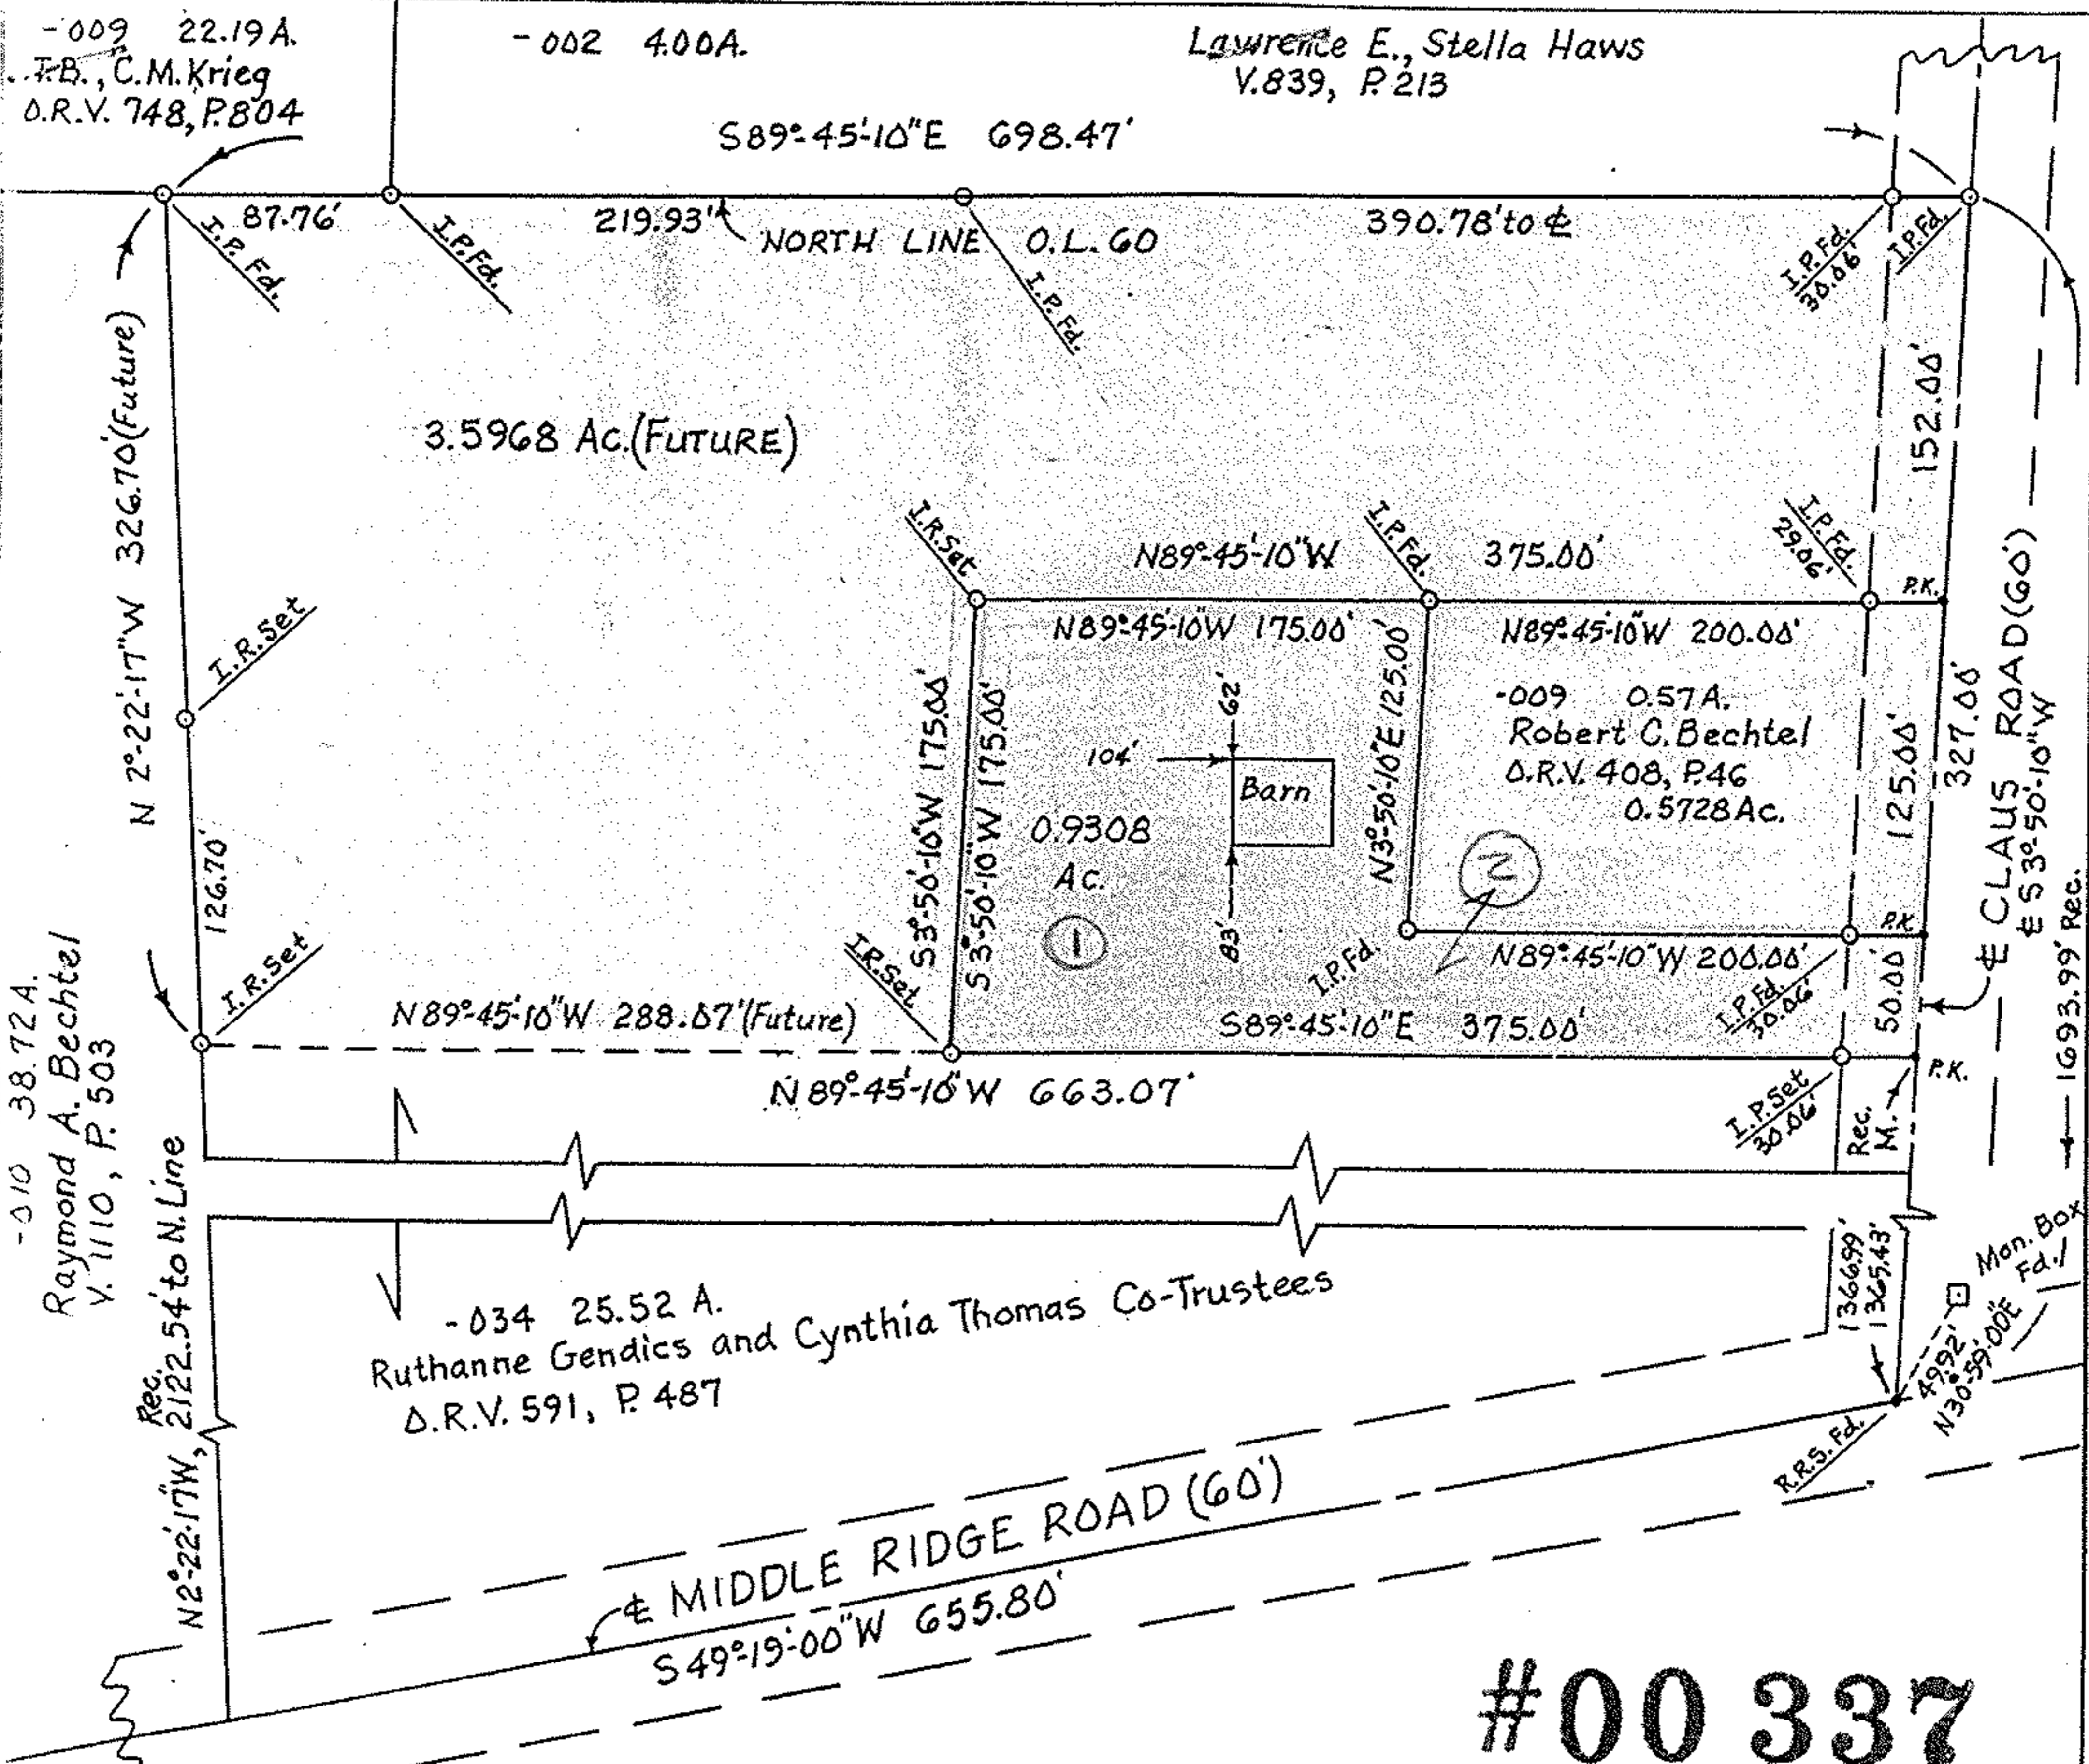 -009 22.19 A.
I.B., C.M. Krieg
D.R.V. 748, P.804
-002 4.00A.
Lawrence E., Stella Haws
V.839, P.213
S89°-45'-10"E 698.47'
87.76'
219.93'
390.78' to ℄
NORTH LINE O.L. 60
I.P. Fd.
I.P. Fd.
I.P. Fd.
I.P. Fd.
30.06'
I.P. Fd.
N 2°-22'-17"W 326.70'(Future)
3.5968 Ac.(FUTURE)
152.00'
I.R. Set
I.P. Fd.
I.P. Fd.
29.06'
N89°-45'-10"W 375.00'
P.K.
N89°-45'-10"W 175.00'
N89°-45'-10"W 200.00'
I.R. Set
S3°-50'-10"W 175.00'
S3°-50'-10"W 175.00'
62'
104'
Barn
83'
0.9308
Ac.
1
N3°-50'-10"E 125.00'
-009 0.57A.
Robert C. Bechtel
D.R.V. 408, P.46
0.5728 Ac.
2
125.00'
327.00'
℄ CLAUS ROAD (60')
℄ S3°-50'-10"W
1693.99' Rec.
126.70'
I.R. Set
I.R. Set
I.P. Fd.
P.K.
N89°-45'-10"W 200.00'
I.P. Fd.
30.06'
50.00'
N89°-45'-10"W 288.07'(Future)
S89°-45'-10"E 375.00'
P.K.
N89°-45'-10"W 663.07'
I.P. Set
30.06'
Rec.
M.
-010 38.72 A.
Raymond A. Bechtel
V. 1110, P. 503
Rec.
N2°-22'-17"W, 2122.54' to N. Line
-034 25.52 A.
Ruthanne Gendics and Cynthia Thomas Co-Trustees
D.R.V. 591, P. 487
1366.99'
1365.43'
Mon. Box
Fd.
49.92'
N30°-59'-00"E
R.R.S. Fd.
℄ MIDDLE RIDGE ROAD (60')
S49°-19'-00"W 655.80'
#00 337